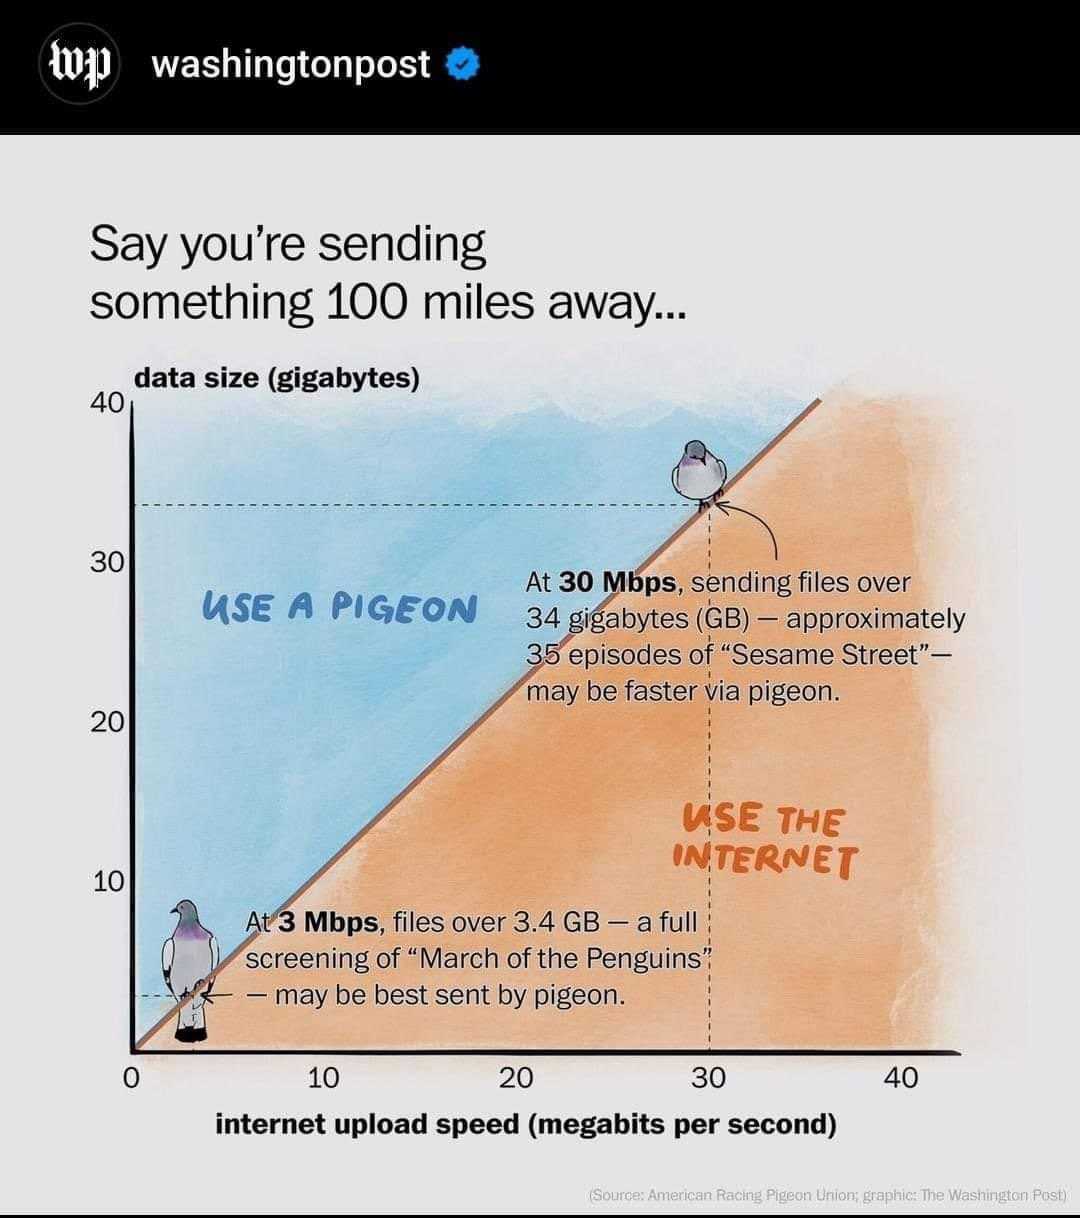 wp
washingtonpost
Say you're sending
something 100 miles away...
data size (gigabytes)
40
30
USE A PIGEON
At 30 Mbps, sending files over
34 gigabytes (GB) — approximately
35 episodes of “Sesame Street”—
may be faster via pigeon.
20
USE THE
INTERNET
10
At 3 Mbps, files over 3.4 GB — a full
screening of “March of the Penguins”
— may be best sent by pigeon.
0 10 20 30 40
internet upload speed (megabits per second)
(Source: American Racing Pigeon Union; graphic: The Washington Post)